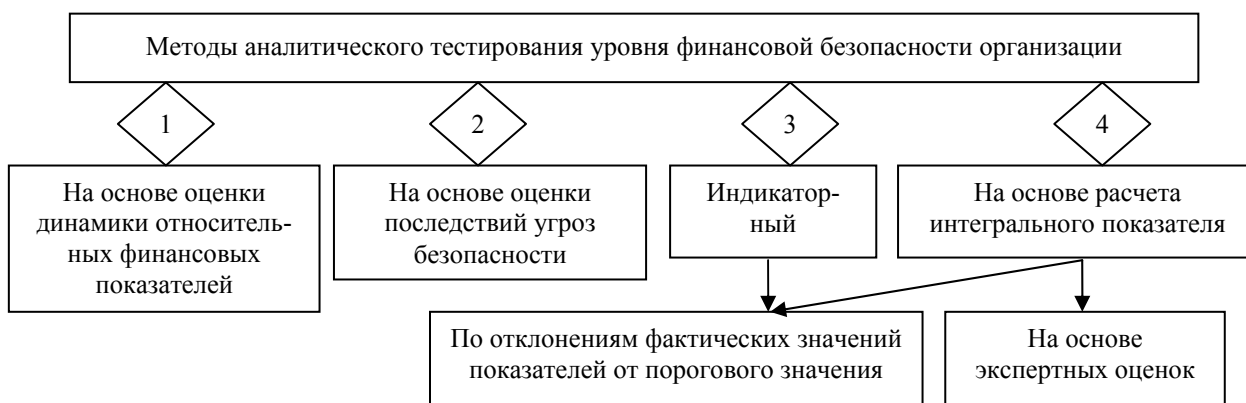 Методы аналитического тестирования уровня финансовой безопасности организации
1
2
3
4
На основе оценки
динамики относитель-
ных финансовых
показателей
На основе оценки
последствий угроз
безопасности
Индикатор-
ный
На основе расчета
интегрального показателя
По отклонениям фактических значений
показателей от порогового значения
На основе
экспертных оценок